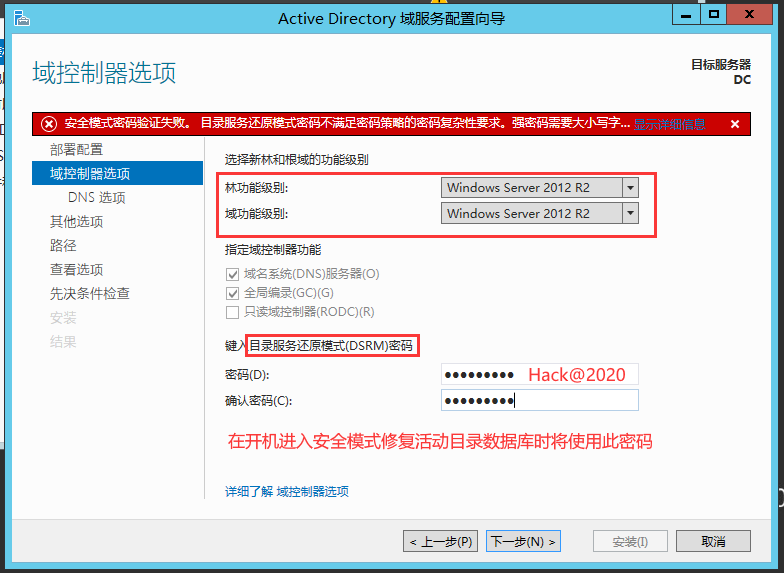 Active Directory 域服务配置向导
域控制器选项
目标服务器
DC
安全模式密码验证失败。 目录服务还原模式密码不满足密码策略的密码复杂性要求。强密码需要大小写字... 显示详细信息
部署配置
域控制器选项
DNS 选项
其他选项
路径
查看选项
先决条件检查
安装
结果
选择新林和根域的功能级别
林功能级别: Windows Server 2012 R2
域功能级别: Windows Server 2012 R2
指定域控制器功能
域名系统(DNS)服务器(O)
全局编录(GC)(G)
只读域控制器(RODC)(R)
键入目录服务还原模式(DSRM)密码
密码(D): ●●●●●●●●● Hack@2020
确认密码(C): ●●●●●●●●●
在开机进入安全模式修复活动目录数据库时将使用此密码
详细了解 域控制器选项
< 上一步(P) 下一步(N) > 安装(I) 取消